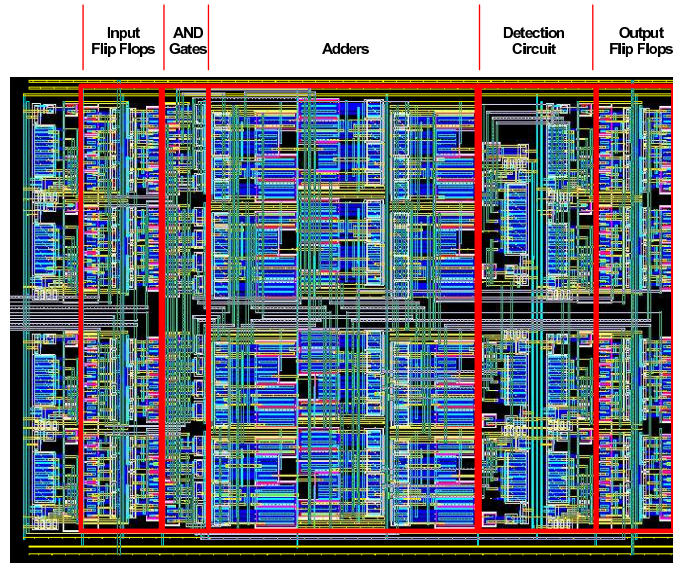 Input
Flip Flops
AND
Gates
Adders
Detection
Circuit
Output
Flip Flops